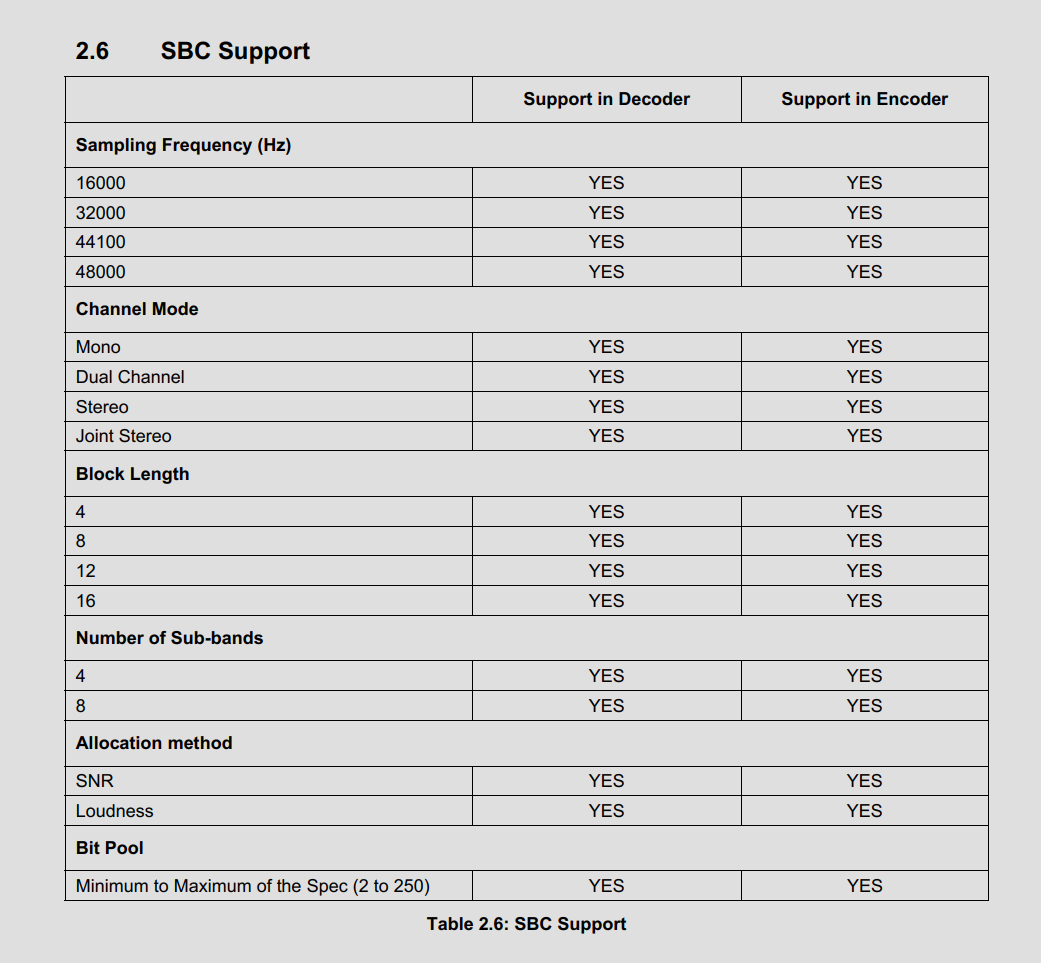 2.6 SBC Support
Support in Decoder Support in Encoder
Sampling Frequency (Hz)
16000 YES YES
32000 YES YES
44100 YES YES
48000 YES YES
Channel Mode
Mono YES YES
Dual Channel YES YES
Stereo YES YES
Joint Stereo YES YES
Block Length
4 YES YES
8 YES YES
12 YES YES
16 YES YES
Number of Sub-bands
4 YES YES
8 YES YES
Allocation method
SNR YES YES
Loudness YES YES
Bit Pool
Minimum to Maximum of the Spec (2 to 250) YES YES
Table 2.6: SBC Support